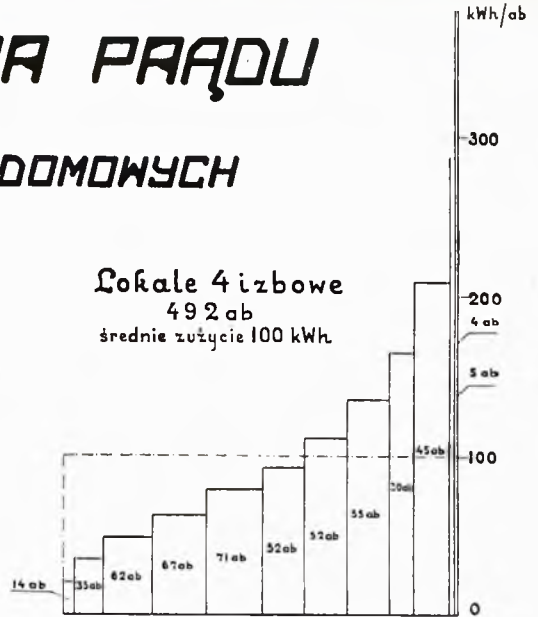 A PRĄDU
DOMOWYCH
kWh/ab
300
Lokale 4 izbowe
492 ab
średnie zużycie 100 kWh
200
4 ab
5 ab
100
45 ab
55 ab
52 ab
52 ab
71 ab
67 ab
62 ab
35 ab
14 ab
0